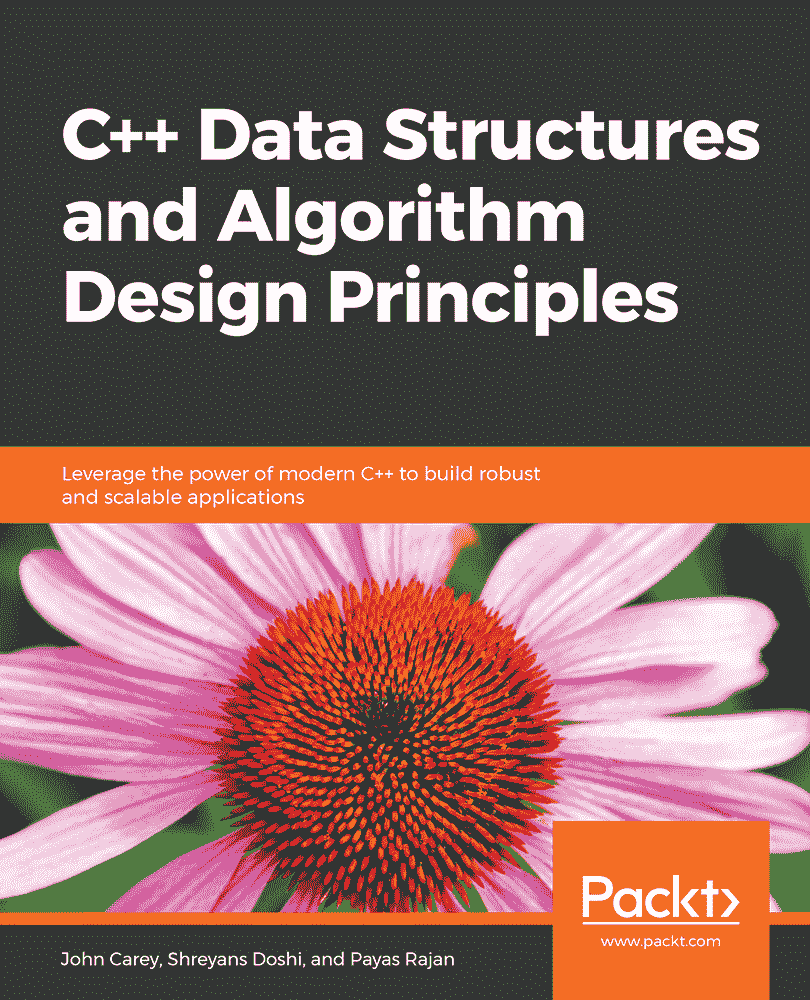 C++ Data Structures
and Algorithm
Design Principles
Leverage the power of modern C++ to build robust
and scalable applications
Packt>
www.packt.com
John Carey, Shreyans Doshi, and Payas Rajan